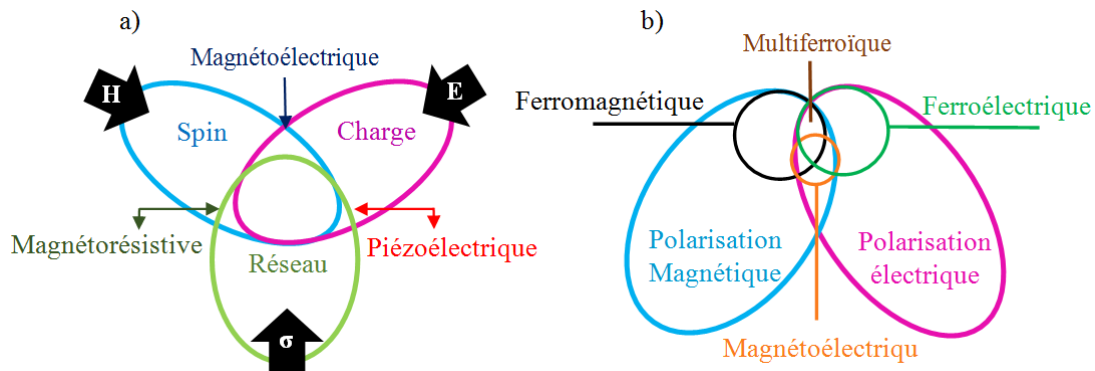 a)
Magnétoélectrique
H
E
Spin
Charge
Magnétorésistive
Piézoélectrique
Réseau
σ
b)
Multiferroïque
Ferromagnétique
Ferroélectrique
Polarisation
Magnétique
Polarisation
électrique
Magnétoélectriqu